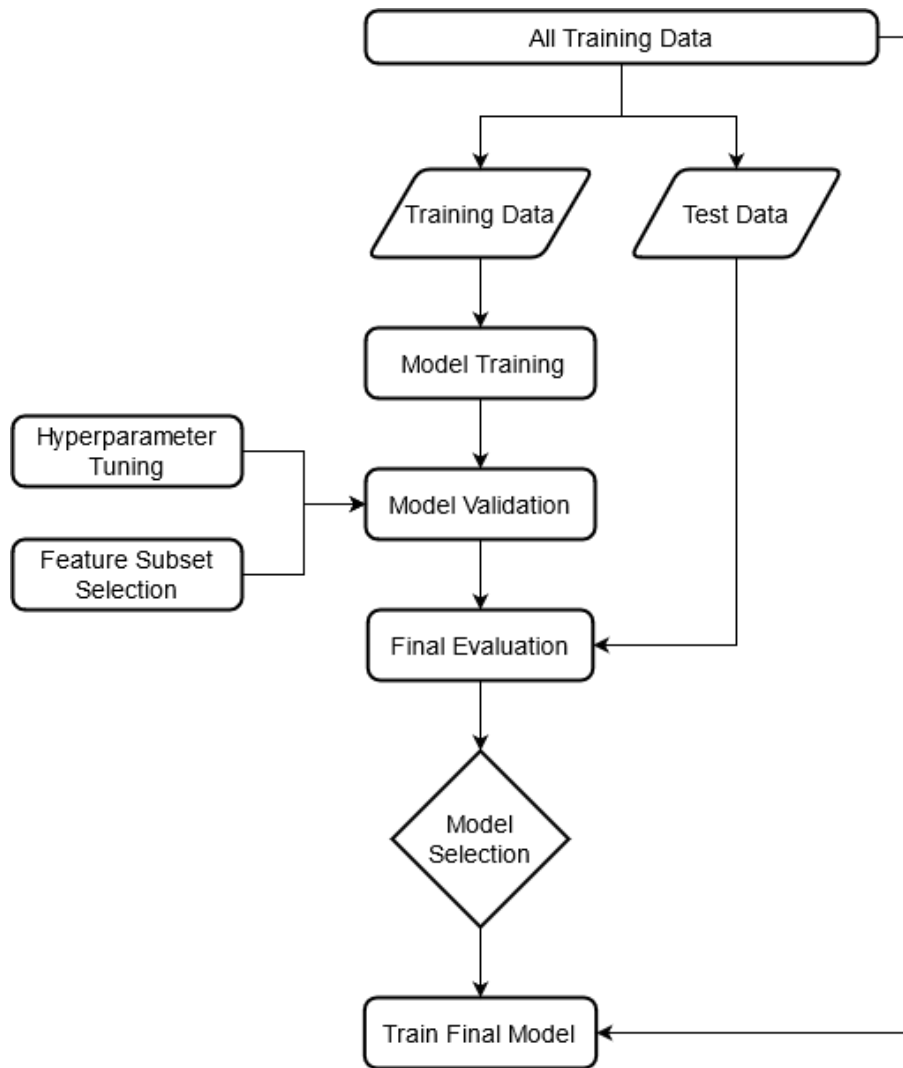 All Training Data
Training Data
Test Data
Model Training
Hyperparameter
Tuning
Model Validation
Feature Subset
Selection
Final Evaluation
Model
Selection
Train Final Model